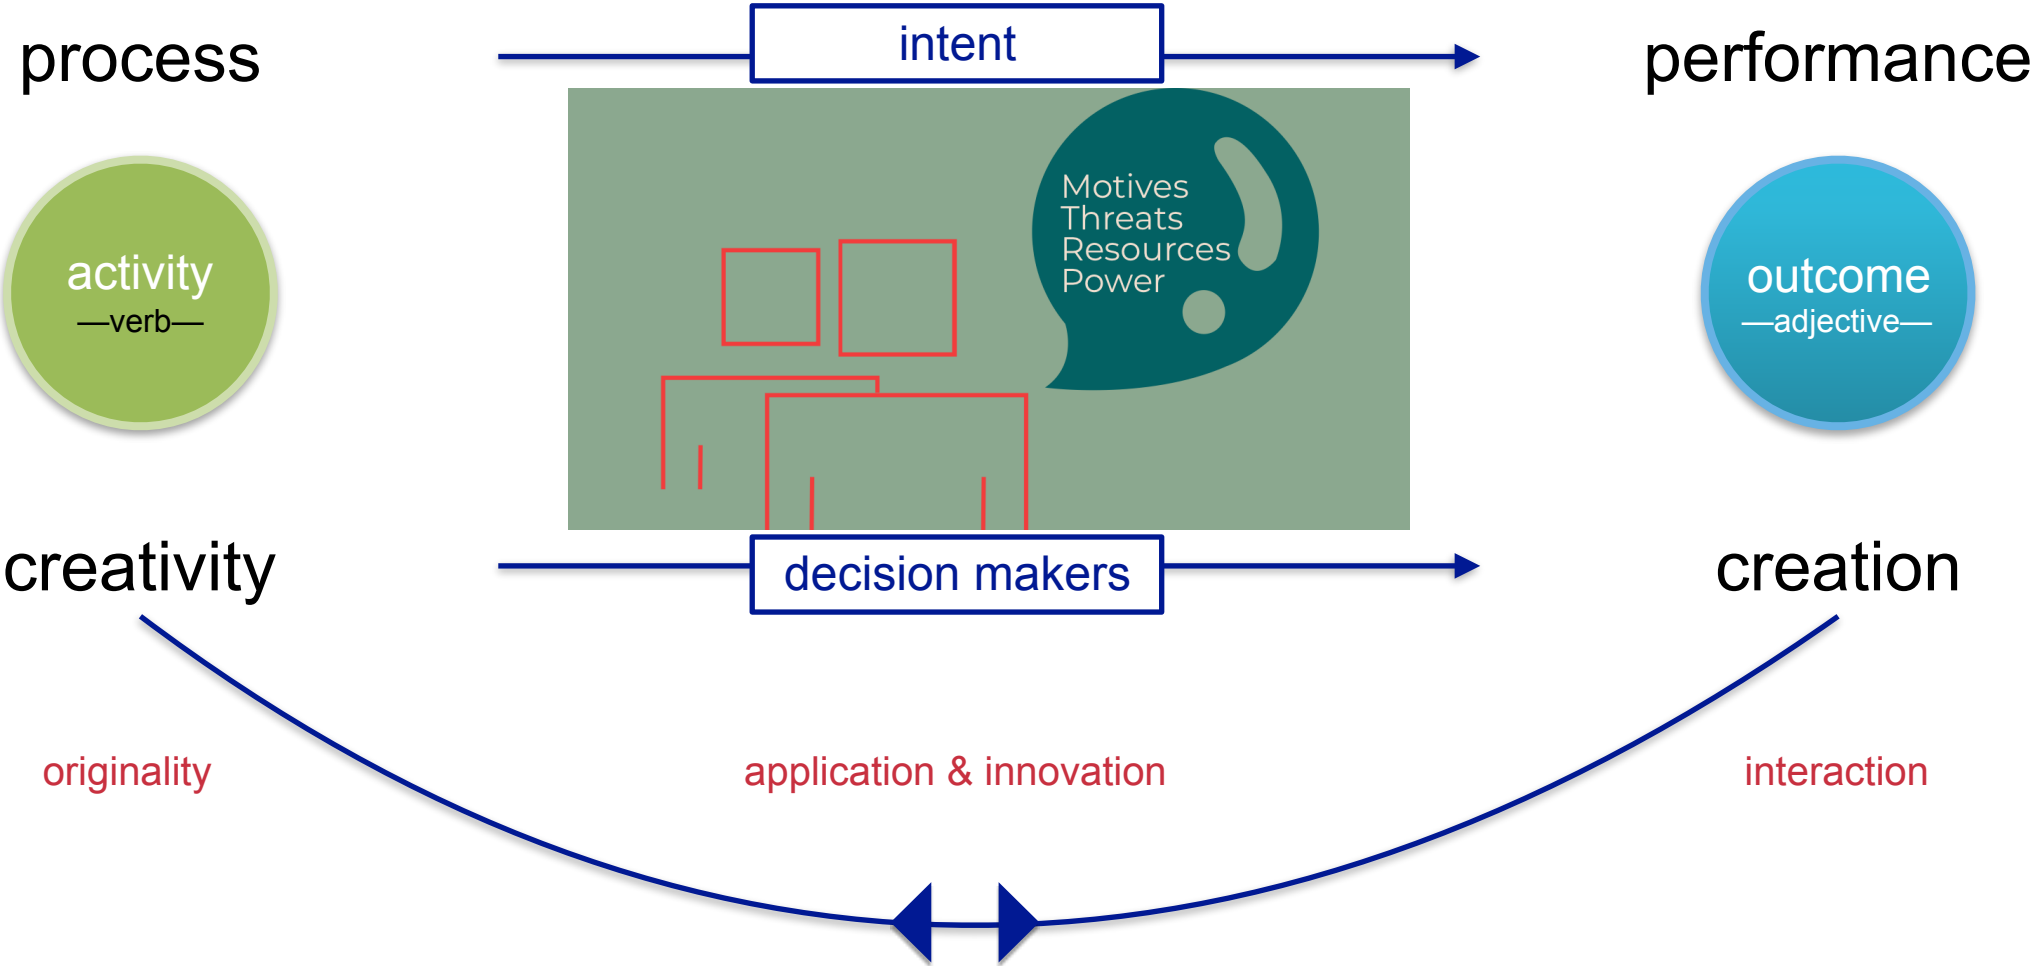 process
intent
performance
Motives
Threats
Resources
Power
activity
—verb—
outcome
—adjective—
creativity
decision makers
creation
originality
application & innovation
interaction